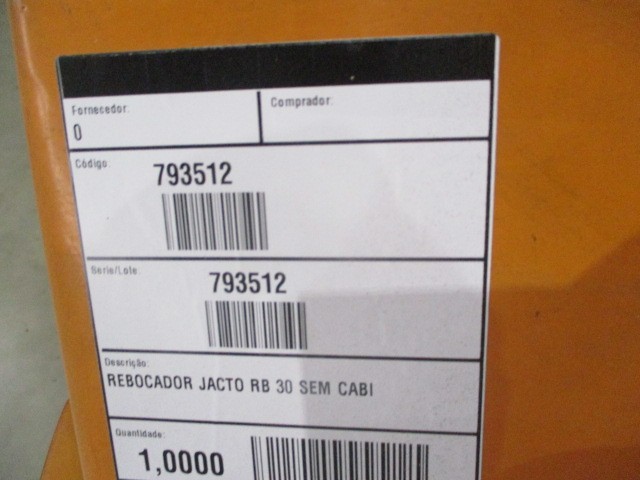 Fornecedor: Comprador:
0
Código:
793512
Serie/Lote:
793512
Descrição:
REBOCADOR JACTO RB 30 SEM CABI
Quantidade:
1,0000